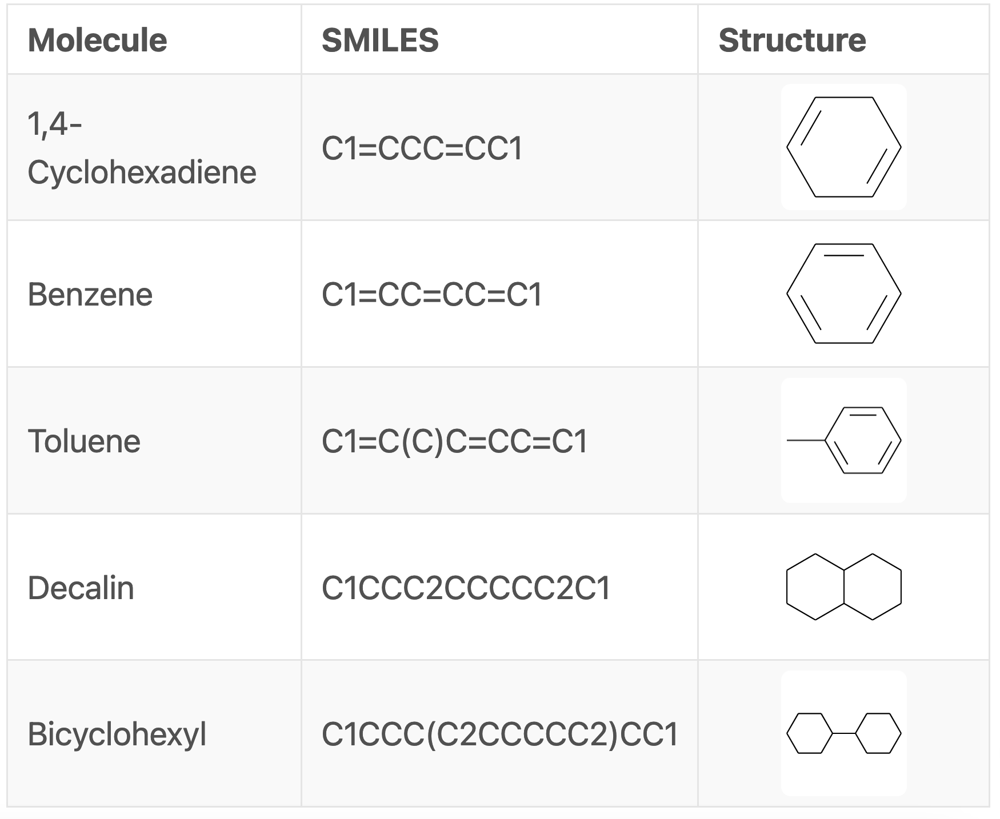 Molecule SMILES Structure
1,4-
Cyclohexadiene
C1=CCC=CC1
Benzene C1=CC=CC=C1
Toluene C1=C(C)C=CC=C1
Decalin C1CCC2CCCCC2C1
Bicyclohexyl C1CCC(C2CCCCC2)CC1